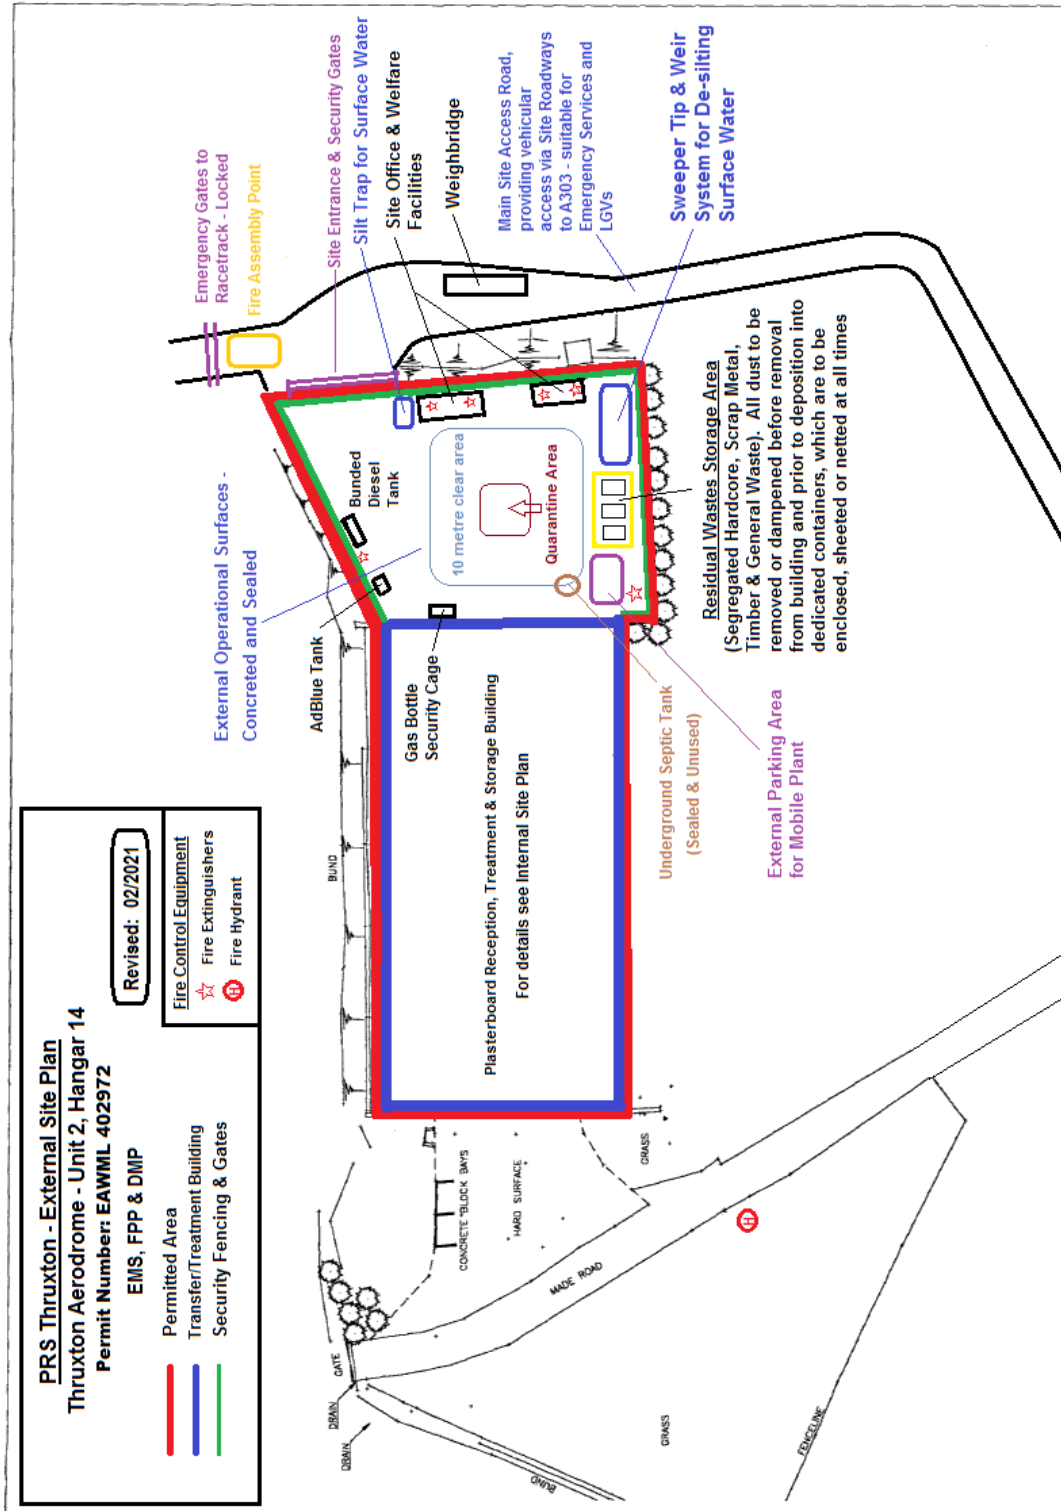 PRS Thruxton - External Site Plan
Thruxton Aerodrome - Unit 2, Hangar 14
Permit Number: EAWML 402972
EMS, FPP & DMP
Revised: 02/2021
Permitted Area
Transfer/Treatment Building
Security Fencing & Gates
Fire Control Equipment
Fire Extinguishers
H
Fire Hydrant
Emergency Gates to
Racetrack - Locked
Fire Assembly Point
Site Entrance & Security Gates
Silt Trap for Surface Water
Site Office & Welfare
Facilities
Weighbridge
Main Site Access Road,
providing vehicular
access via Site Roadways
to A303 - suitable for
Emergency Services and
LGVs
Sweeper Tip & Weir
System for De-silting
Surface Water
External Operational Surfaces -
Concreted and Sealed
Bunded
Diesel
Tank
AdBlue Tank
Gas Bottle
Security Cage
10 metre clear area
Quarantine Area
Residual Wastes Storage Area
(Segregated Hardcore, Scrap Metal,
Timber & General Waste). All dust to be
removed or dampened before removal
from building and prior to deposition into
dedicated containers, which are to be
enclosed, sheeted or netted at all times
Plasterboard Reception, Treatment & Storage Building
For details see Internal Site Plan
Underground Septic Tank
(Sealed & Unused)
External Parking Area
for Mobile Plant
BUND
CONCRETE BLOCK BAYS
HARD SURFACE
GRASS
MADE ROAD
H
GATE
DRAIN
DRAIN
BUND
GRASS
FENCELINE